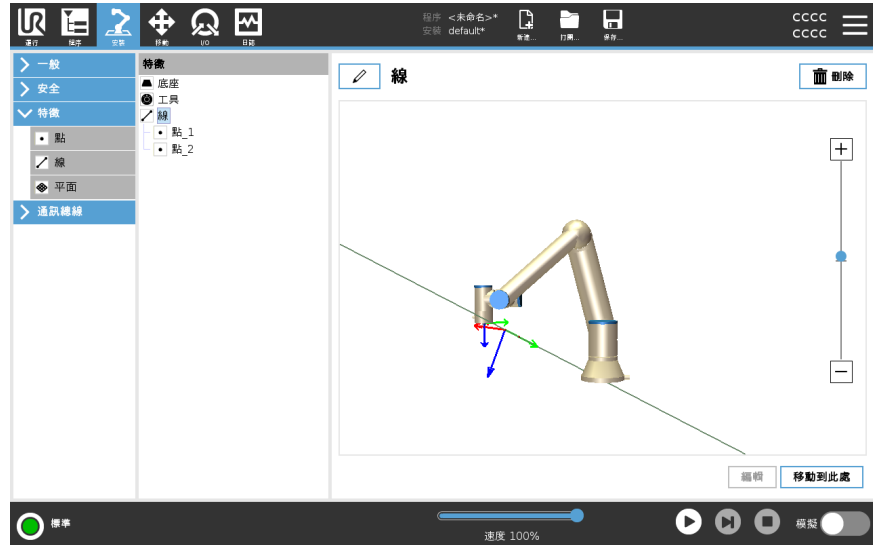 UR
運行
程序
安裝
移動
I/O
日誌
程序 <未命名>*
安裝 default*
新建...
打開...
保存...
cccc
cccc
一般
安全
特徵
點
線
平面
通訊總線
特徵
底座
工具
線
點_1
點_2
線
刪除
編輯
移動到此處
標準
速度 100%
模擬